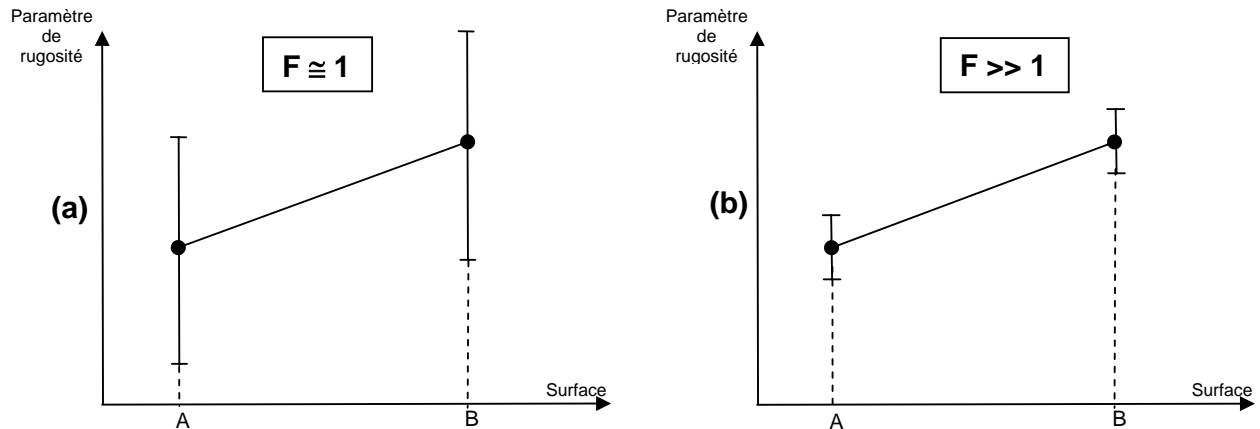 Paramètre
de
rugosité
F ≅ 1
(a)
Surface
A
B
Paramètre
de
rugosité
F >> 1
(b)
Surface
A
B